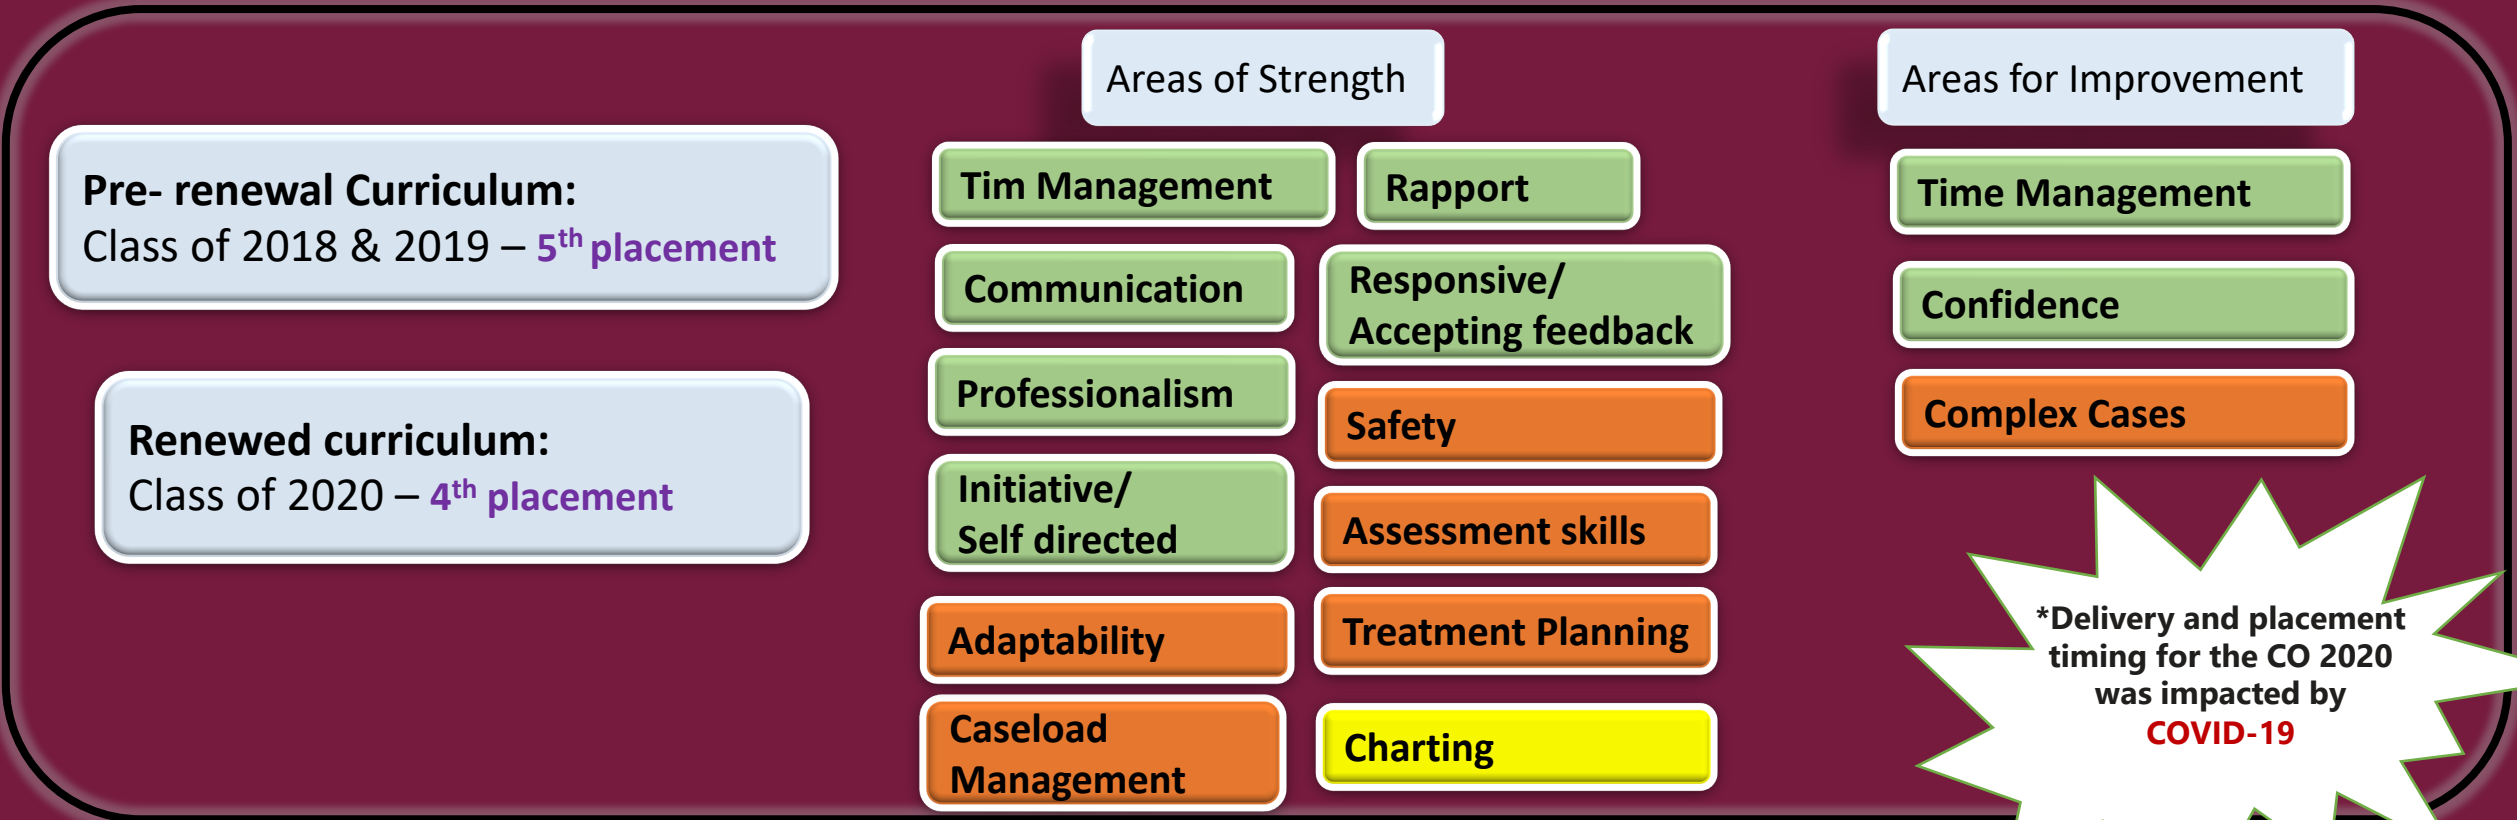 Pre- renewal Curriculum:
Class of 2018 & 2019 – 5th placement
Renewed curriculum:
Class of 2020 – 4th placement
Areas of Strength
Tim Management
Communication
Professionalism
Initiative/
Self directed
Adaptability
Caseload
Management
Rapport
Responsive/
Accepting feedback
Safety
Assessment skills
Treatment Planning
Charting
Areas for Improvement
Time Management
Confidence
Complex Cases
*Delivery and placement
timing for the CO 2020
was impacted by
COVID-19